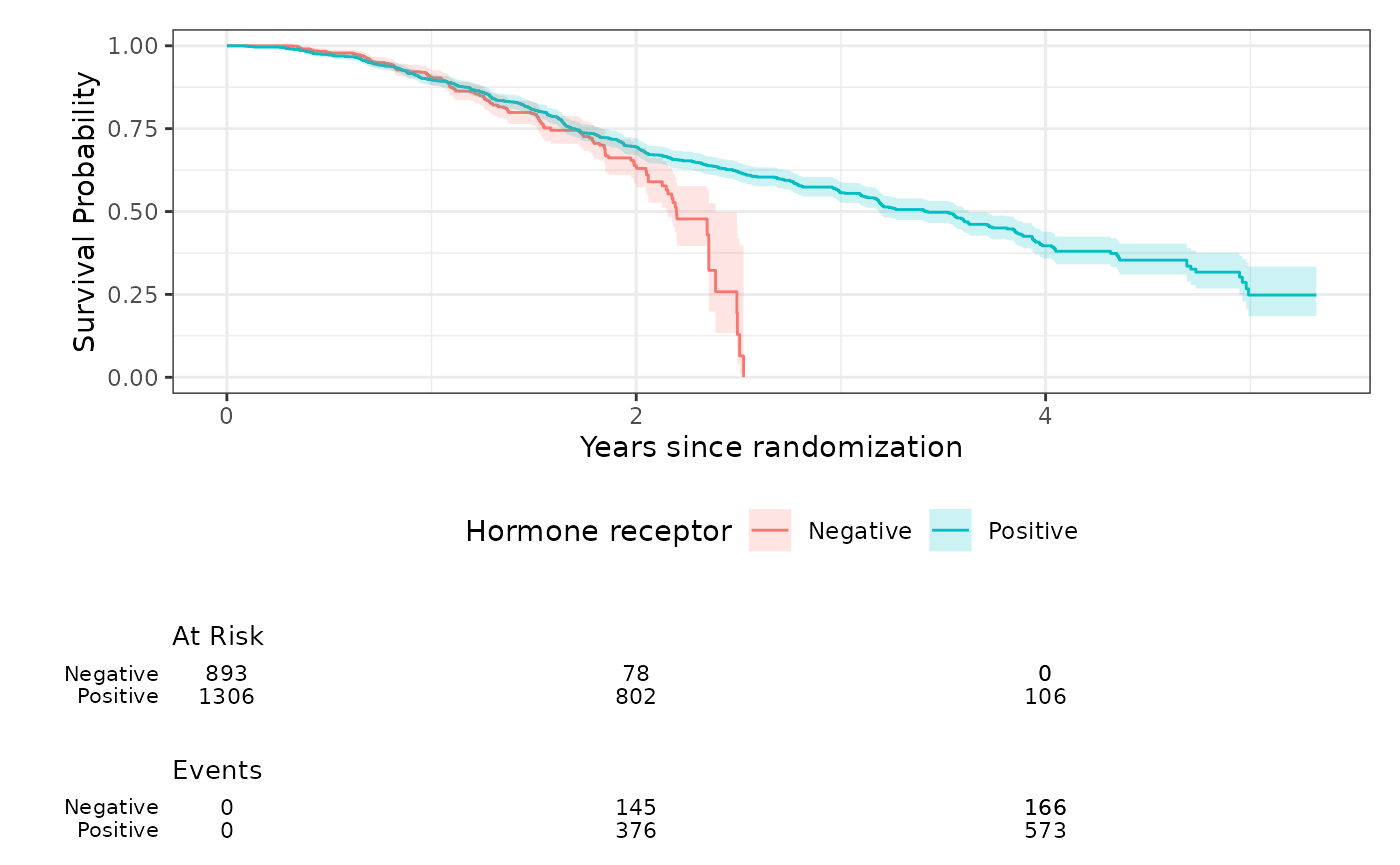 1.00
0.75
0.50
0.25
0.00
Survival Probability
0 2 4
Years since randomization
Hormone receptor Negative Positive
At Risk
Negative 893 78 0
Positive 1306 802 106
Events
Negative 0 145 166
Positive 0 376 573